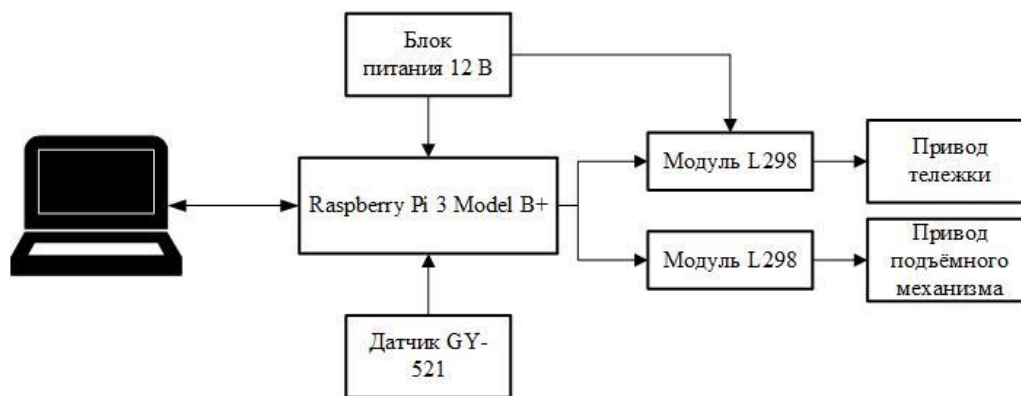 Блок
питания 12 В
Raspberry Pi 3 Model B+
Модуль L298
Привод
тележки
Модуль L298
Привод
подъёмного
механизма
Датчик GY-
521